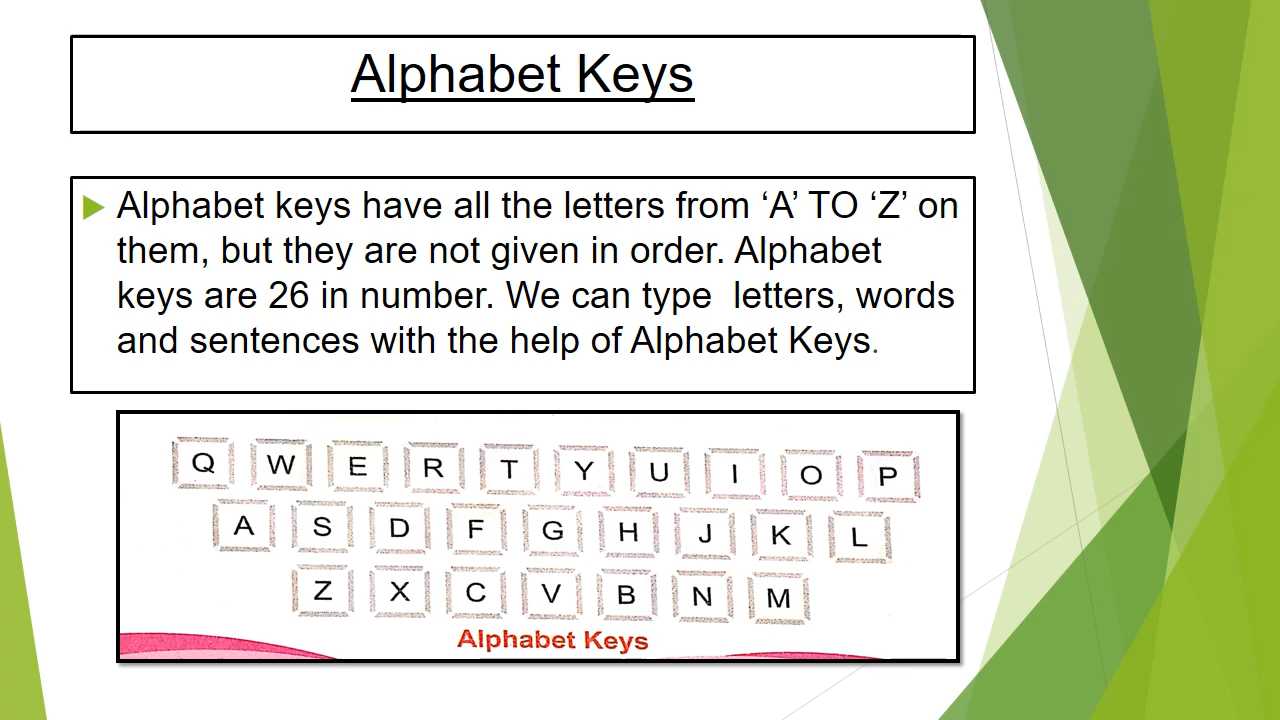 Alphabet Keys
Alphabet keys have all the letters from ‘A’ TO ‘Z’ on
them, but they are not given in order. Alphabet
keys are 26 in number. We can type  letters, words
and sentences with the help of Alphabet Keys.
Q W E R T Y U I O P
A S D F G H J K L
Z X C V B N M
Alphabet Keys